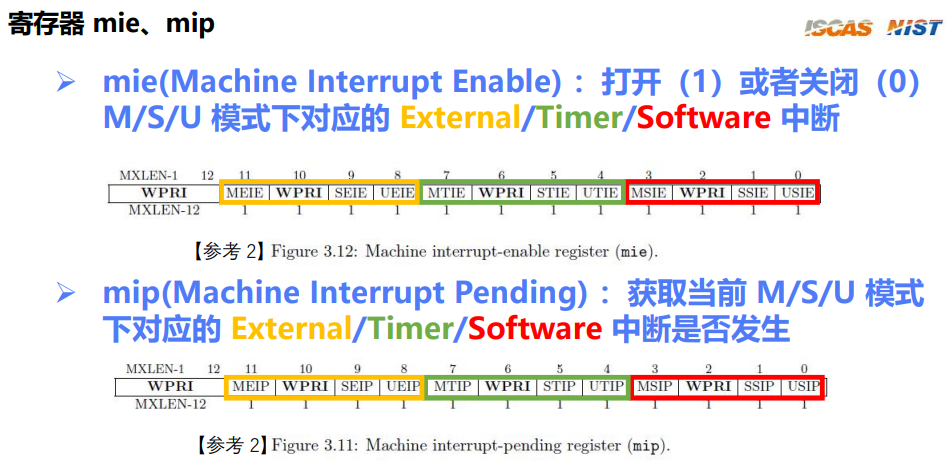 寄存器 mie、mip
ISCAS NIST
➢ mie(Machine Interrupt Enable) ：打开（1）或者关闭（0）
M/S/U 模式下对应的 External/Timer/Software 中断
MXLEN-1 12 11 10 9 8 7 6 5 4 3 2 1 0
WPRI MEIE WPRI SEIE UEIE MTIE WPRI STIE UTIE MSIE WPRI SSIE USIE
MXLEN-12 1 1 1 1 1 1 1 1 1 1 1 1
【参考 2】Figure 3.12: Machine interrupt-enable register (mie).
➢ mip(Machine Interrupt Pending) ：获取当前 M/S/U 模式
下对应的 External/Timer/Software 中断是否发生
MXLEN-1 12 11 10 9 8 7 6 5 4 3 2 1 0
WPRI MEIP WPRI SEIP UEIP MTIP WPRI STIP UTIP MSIP WPRI SSIP USIP
MXLEN-12 1 1 1 1 1 1 1 1 1 1 1 1
【参考 2】Figure 3.11: Machine interrupt-pending register (mip).